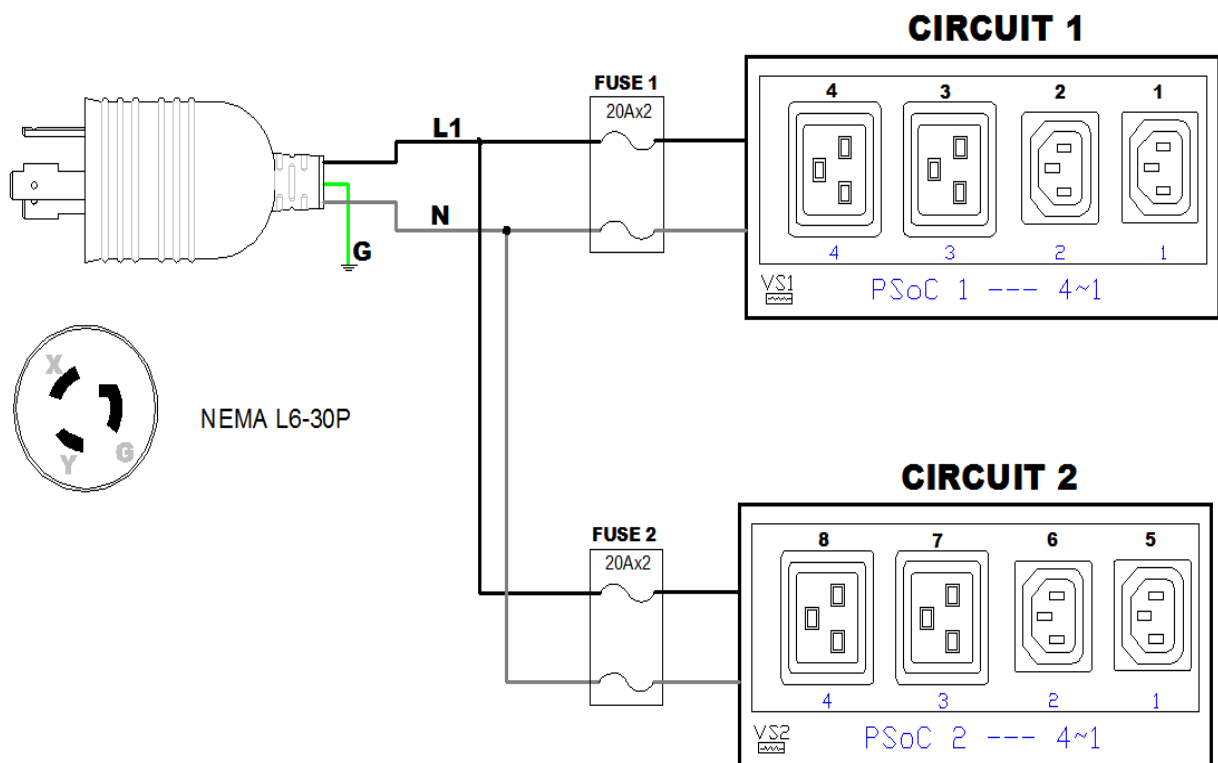 CIRCUIT 1
FUSE 1
20Ax2
4 3 2 1
L1
N
G
4 3 2 1
VS1
PSoC 1 --- 4~1
X
Y
G
NEMA L6-30P
CIRCUIT 2
FUSE 2
20Ax2
8 7 6 5
4 3 2 1
VS2
PSoC 2 --- 4~1